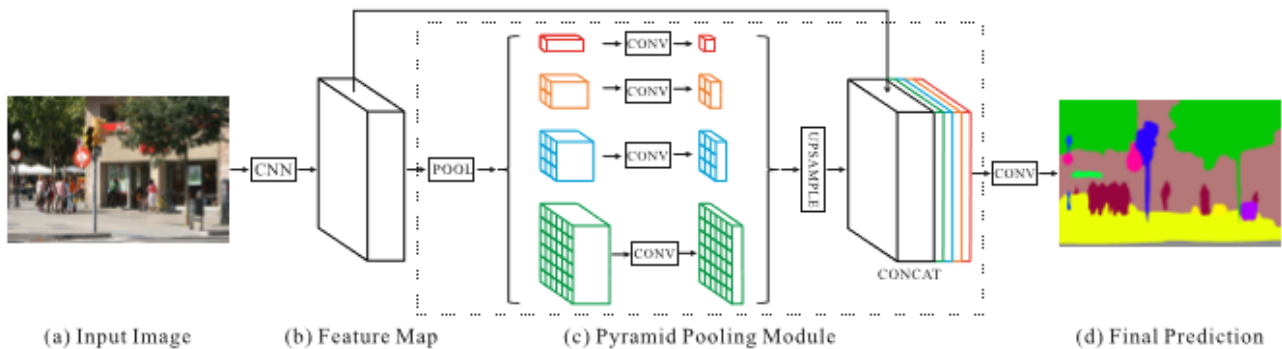 CNN
POOL
CONV
CONV
CONV
CONV
UPSAMPLE
CONCAT
CONV
(a) Input Image
(b) Feature Map
(c) Pyramid Pooling Module
(d) Final Prediction